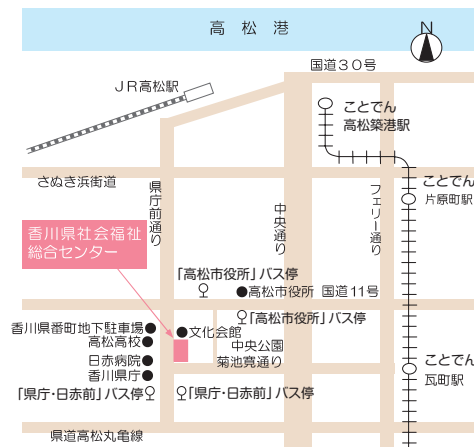 高松港
N
国道30号
JR高松駅
ことでん
高松築港駅
さぬき浜街道
県庁前通り
中央通り
フェリー通り
ことでん
片原町駅
香川県社会福祉
総合センター
「高松市役所」バス停
高松市役所 国道11号
「高松市役所」バス停
香川県番町地下駐車場
文化会館
高松高校
中央公園
日赤病院
菊池寛通り
香川県庁
ことでん
瓦町駅
「県庁・日赤前」バス停
「県庁・日赤前」バス停
県道高松丸亀線